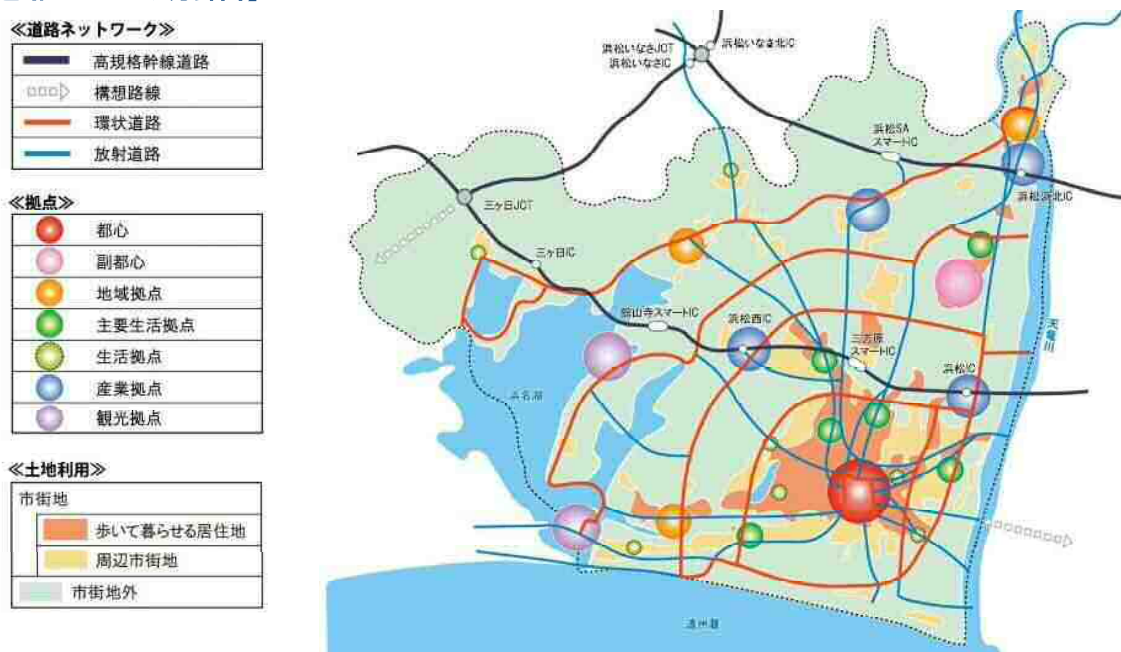 ≪道路ネットワーク≫
高規格幹線道路
構想路線
環状道路
放射道路
≪拠点≫
都心
副都心
地域拠点
主要生活拠点
生活拠点
産業拠点
観光拠点
≪土地利用≫
市街地
歩いて暮らせる居住地
周辺市街地
市街地外
浜松いなさJCT
浜松いなさ北IC
浜松いなさIC
浜松SA
スマートIC
浜松浜北IC
三ケ日JCT
三ケ日IC
舘山寺スマートIC
浜松西IC
三方原
スマートIC
浜松IC
天竜川
浜名湖
遠州灘